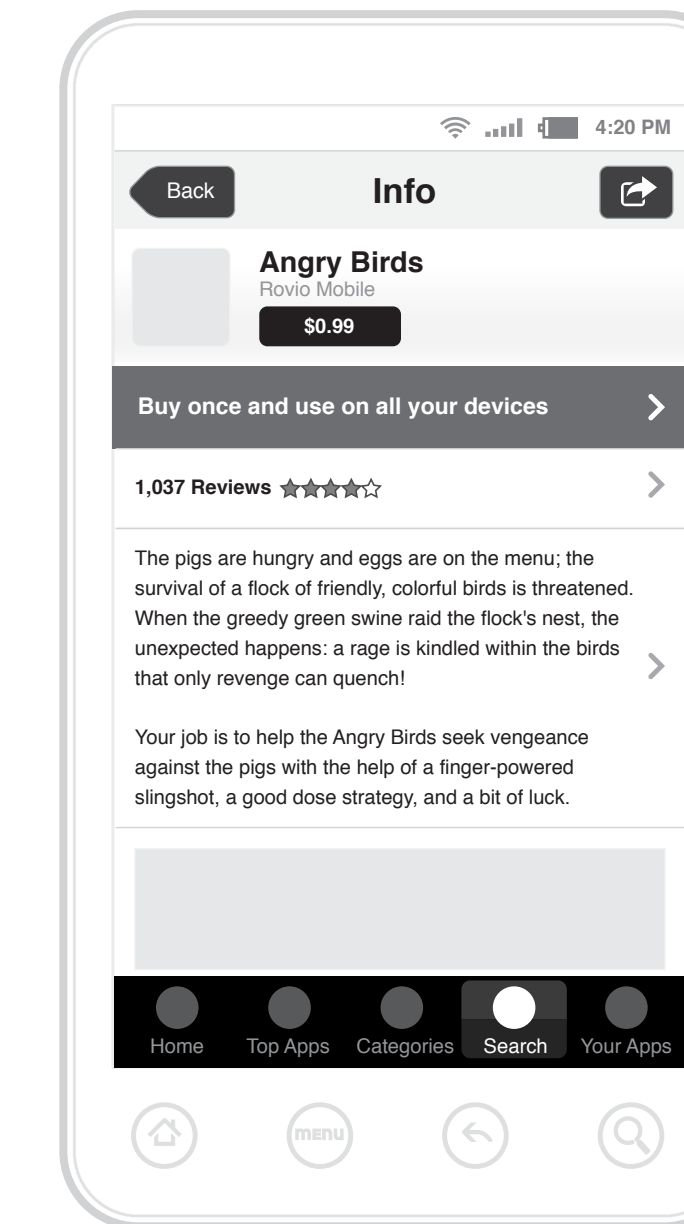 4:20 PM
Back
Info
Angry Birds
Rovio Mobile
$0.99
Buy once and use on all your devices
1,037 Reviews
The pigs are hungry and eggs are on the menu; the
survival of a flock of friendly, colorful birds is threatened.
When the greedy green swine raid the flock's nest, the
unexpected happens: a rage is kindled within the birds
that only revenge can quench!
Your job is to help the Angry Birds seek vengeance
against the pigs with the help of a finger-powered
slingshot, a good dose strategy, and a bit of luck.
Home Top Apps Categories Search Your Apps
MENU